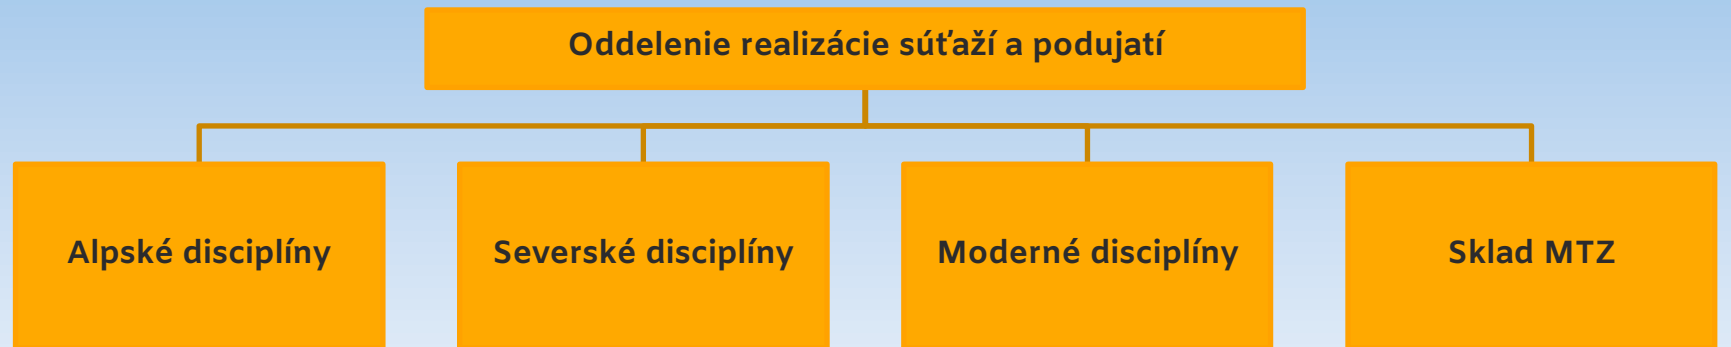 Oddelenie realizácie súťaží a podujatí
Alpské disciplíny
Severské disciplíny
Moderné disciplíny
Sklad MTZ